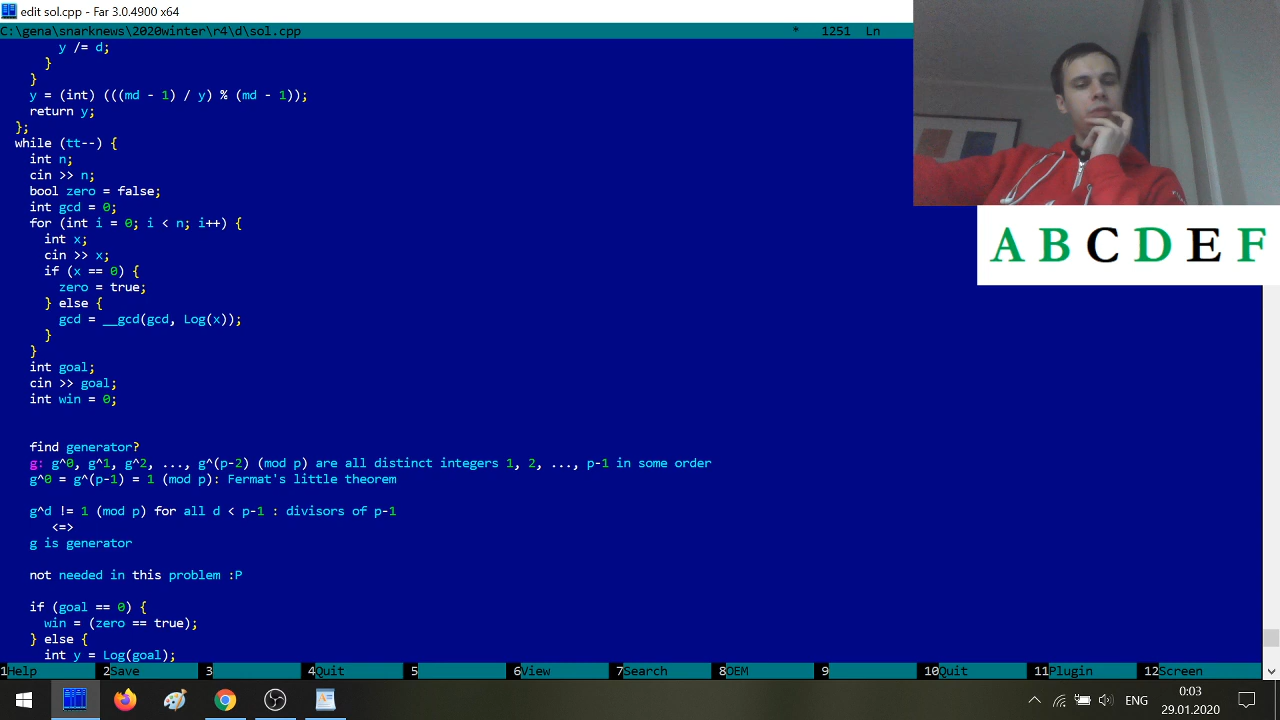 edit sol.cpp - Far 3.0.4900 x64
C:\gena\snarknews\2020winter\r4\d\sol.cpp * 1251 Ln
y /= d;
}
}
y = (int) (((md - 1) / y) % (md - 1));
return y;
};
while (tt--) {
int n;
cin >> n;
bool zero = false;
int gcd = 0;
for (int i = 0; i < n; i++) {
int x;
cin >> x;
if (x == 0) {
zero = true;
} else {
gcd = __gcd(gcd, Log(x));
}
}
int goal;
cin >> goal;
int win = 0;
find generator?
g: g^0, g^1, g^2, ..., g^(p-2) (mod p) are all distinct integers 1, 2, ..., p-1 in some order
g^0 = g^(p-1) = 1 (mod p): Fermat's little theorem
g^d != 1 (mod p) for all d < p-1 : divisors of p-1
<=>
g is generator
not needed in this problem :P
if (goal == 0) {
win = (zero == true);
} else {
int y = Log(goal);
A B C D E F
1Help 2Save 3 4Quit 5 6View 7Search 8OEM 9 10Quit 11Plugin 12Screen
ENG
0:03
29.01.2020